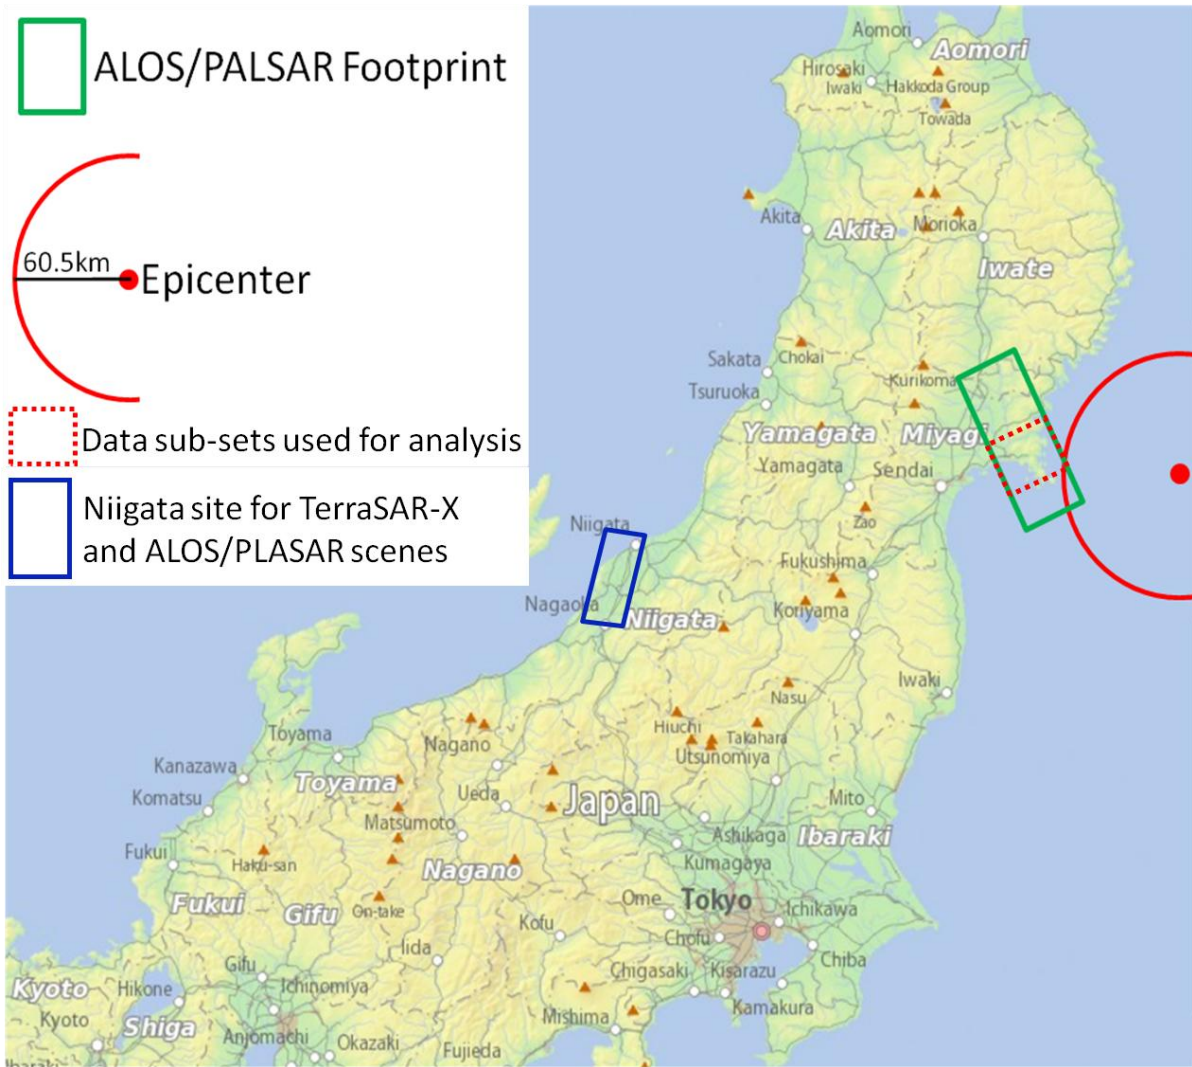 ALOS/PALSAR Footprint
60.5km
Epicenter
Data sub-sets used for analysis
Niigata site for TerraSAR-X
and ALOS/PLASAR scenes
Aomori
Aomori
Hirosaki
Iwaki
Hakkoda Group
Towada
Akita
Akita
Morioka
Iwate
Sakata
Chokai
Tsuruoka
Kurikoma
Yamagata
Miyagi
Yamagata
Sendai
Zao
Niigata
Fukushima
Nagaoka
Niigata
Koriyama
Iwaki
Nasu
Hiuchi
Takahara
Utsunomiya
Toyama
Nagano
Kanazawa
Toyama
Komatsu
Ueda
Japan
Mito
Matsumoto
Ashikaga
Ibaraki
Fukui
Haku-san
Nagano
Kumagaya
Fukui
Gifu
On-take
Ome
Tokyo
Ichikawa
Kofu
Chofu
Iida
Chiba
Gifu
Chigasaki
Kisarazu
Kyoto
Hikone
Ichinomiya
Kamakura
Kyoto
Shiga
Mishima
Anjomachi
Okazaki
Fujieda